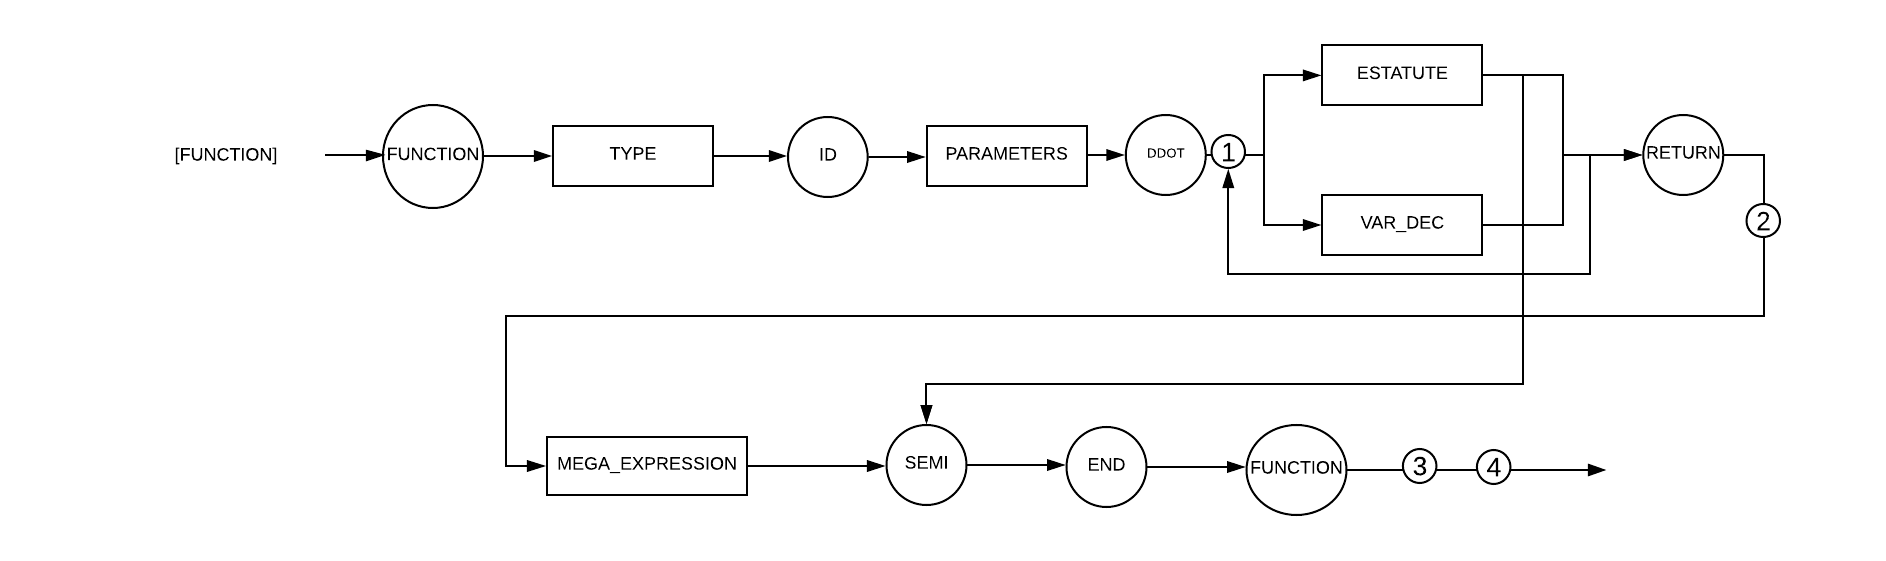 [FUNCTION]
FUNCTION
TYPE
ID
PARAMETERS
DDOT
1
ESTATUTE
VAR_DEC
RETURN
2
MEGA_EXPRESSION
SEMI
END
FUNCTION
3
4